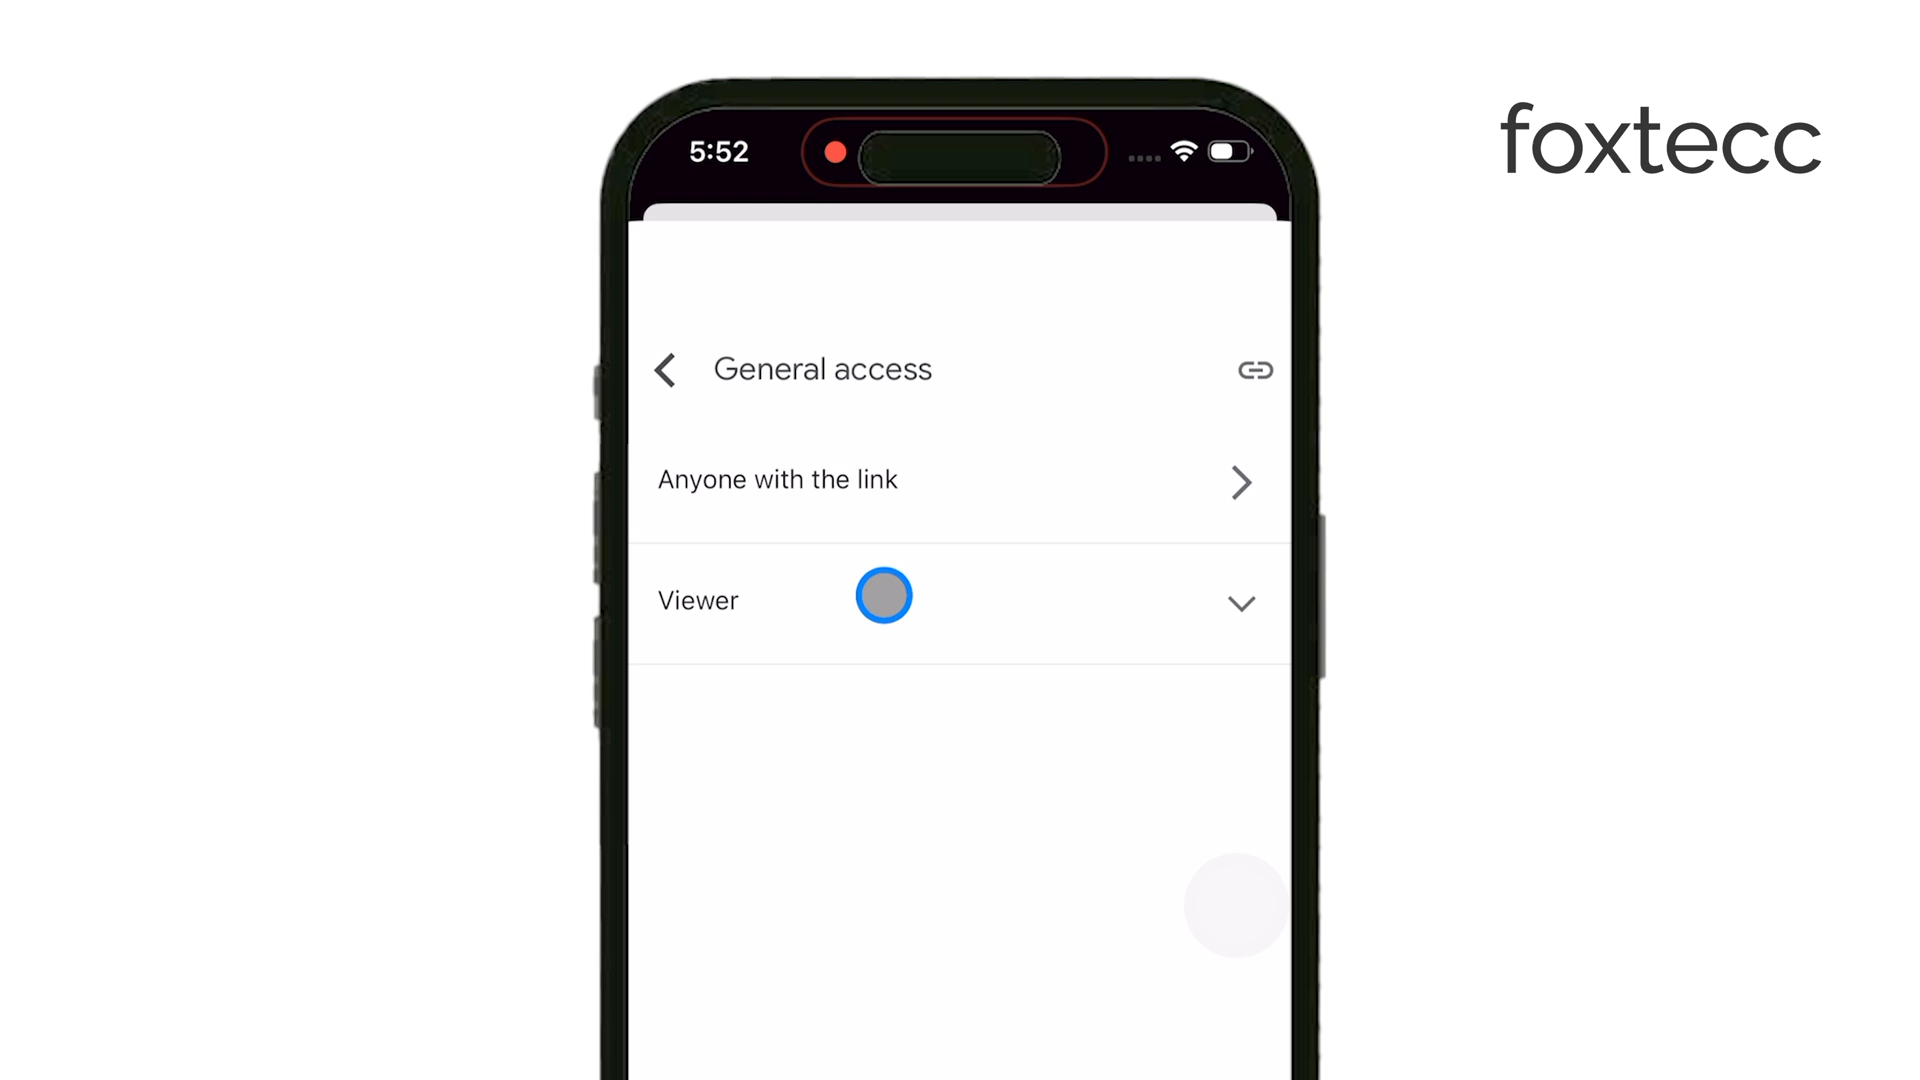 5:52
foxtecc
General access
Anyone with the link
Viewer